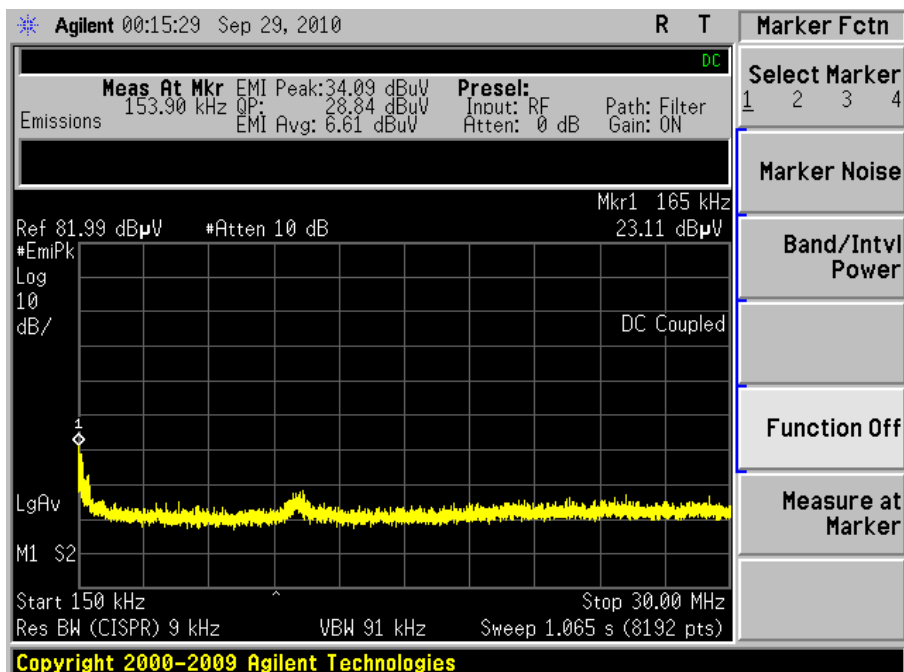 Agilent 00:15:29 Sep 29, 2010 R T
DC
Meas At Mkr EMI Peak:34.09 dBuV Presel:
153.90 kHz QP: 28.84 dBuV Input: RF Path: Filter
Emissions EMI Avg: 6.61 dBuV Atten: 0 dB Gain: ON
Mkr1 165 kHz
Ref 81.99 dBµV #Atten 10 dB 23.11 dBµV
#EmiPk
Log
10
dB/
DC Coupled
1
LgAv
M1 S2
Start 150 kHz ^ Stop 30.00 MHz
Res BW (CISPR) 9 kHz VBW 91 kHz Sweep 1.065 s (8192 pts)
Copyright 2000-2009 Agilent Technologies
Marker Fctn
Select Marker
1 2 3 4
Marker Noise
Band/Intvl
Power
Function Off
Measure at
Marker